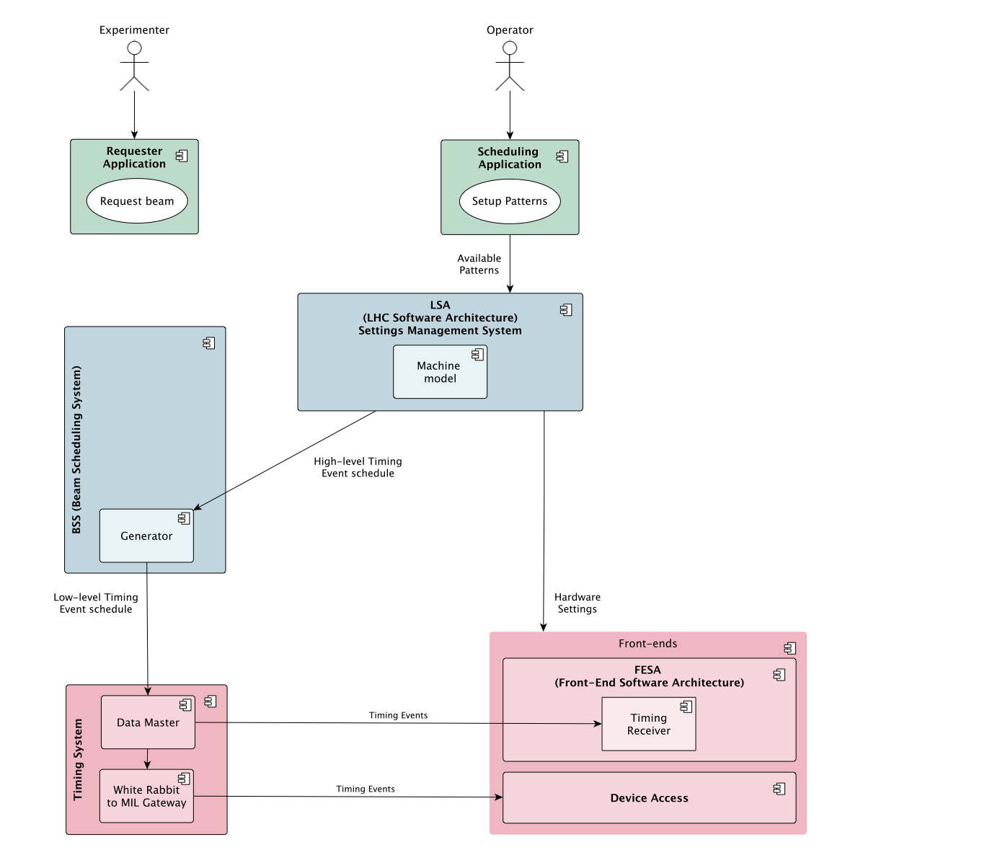 Experimenter
Operator
Requester
Application
Request beam
Scheduling
Application
Setup Patterns
Available
Patterns
LSA
(LHC Software Architecture)
Settings Management System
Machine
model
BSS (Beam Scheduling System)
High-level Timing
Event schedule
Generator
Low-level Timing
Event schedule
Hardware
Settings
Front-ends
FESA
(Front-End Software Architecture)
Timing
Receiver
Timing System
Data Master
Timing Events
White Rabbit
to MIL Gateway
Timing Events
Device Access